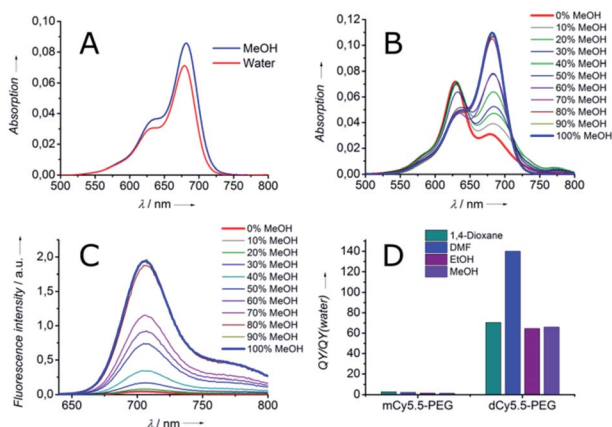 A
B
C
D
MeOH
Water
Absorption
0,10
0,08
0,06
0,04
0,02
0,00
500 550 600 650 700 750 800
λ / nm
0% MeOH
10% MeOH
20% MeOH
30% MeOH
40% MeOH
50% MeOH
60% MeOH
70% MeOH
80% MeOH
90% MeOH
100% MeOH
Absorption
0,12
0,10
0,08
0,06
0,04
0,02
0,00
500 550 600 650 700 750 800
λ / nm
0% MeOH
10% MeOH
20% MeOH
30% MeOH
40% MeOH
50% MeOH
60% MeOH
70% MeOH
80% MeOH
90% MeOH
100% MeOH
Fluorescence intensity / a.u.
2,0
1,5
1,0
0,5
0,0
650 700 750 800
λ / nm
1,4-Dioxane
DMF
EtOH
MeOH
QY/QY(water)
140
120
100
80
60
40
20
0
mCy5.5-PEG dCy5.5-PEG